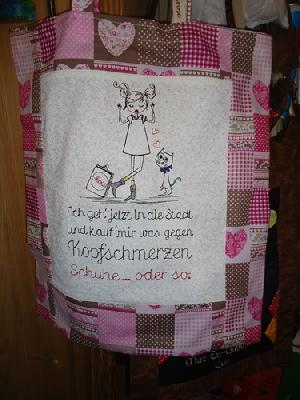 Ich geh' jetzt in die Stadt
und kauf' mir was gegen
Kopfschmerzen
Schuhe... oder so.